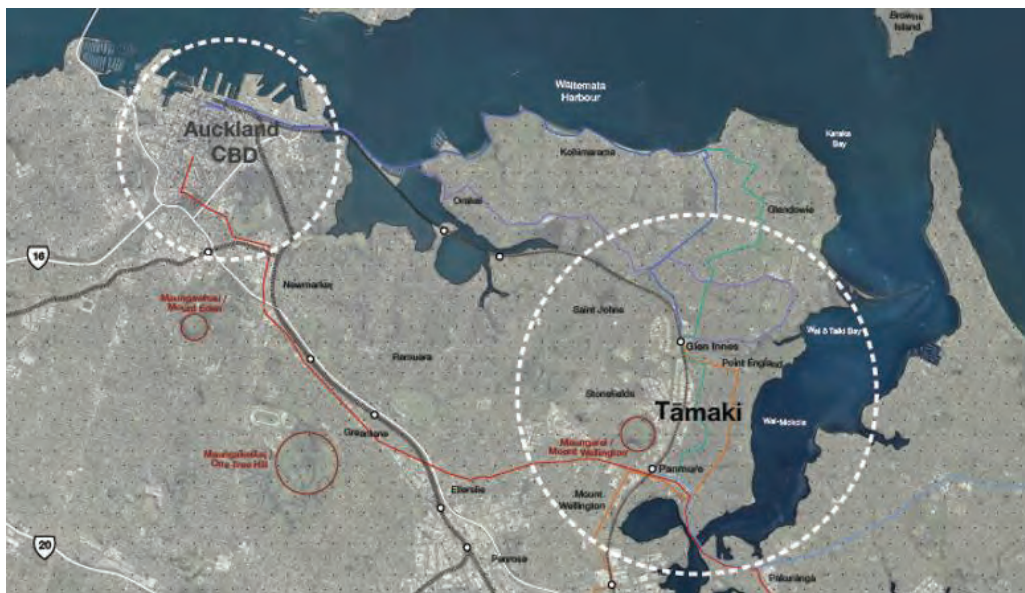 Browns
Island
Waitemata
Harbour
Auckland
CBD
Kohimarama
Karaka
Bay
Orakei
Glendowie
16
Newmarket
Maungawhau /
Mount Eden
Saint Johns
Wai ō Taiki Bay
Glen Innes
Remuera
Point England
Stonefields
Tāmaki
Wai-Mokoia
Greenlane
Maungarei /
Mount Wellington
Maungakiekie /
One Tree Hill
Panmure
Ellerslie
Mount
Wellington
20
Penrose
Pakuranga